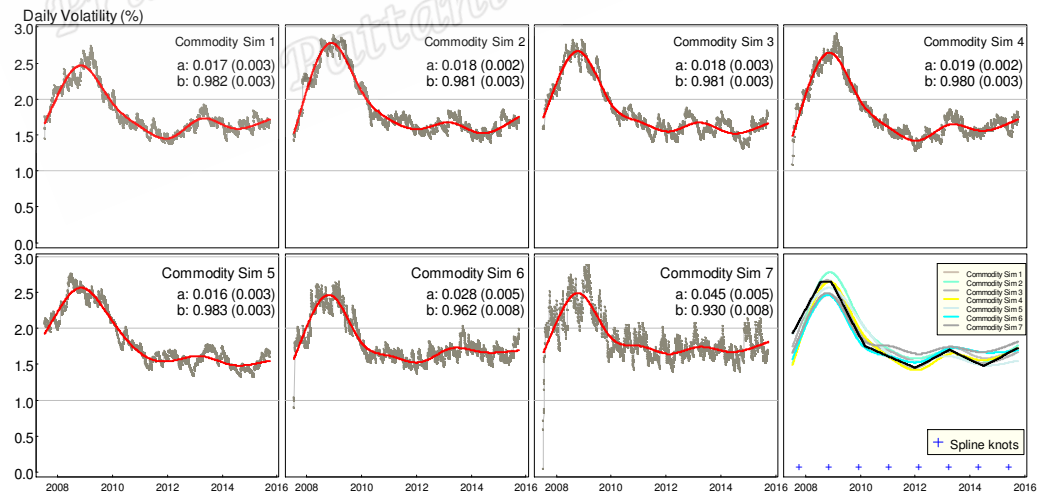 Daily Volatility (%)
3.0
2.5
2.0
1.5
1.0
0.5
0.0
Commodity Sim 1
a: 0.017 (0.003)
b: 0.982 (0.003)
Commodity Sim 2
a: 0.018 (0.002)
b: 0.981 (0.003)
Commodity Sim 3
a: 0.018 (0.003)
b: 0.981 (0.003)
Commodity Sim 4
a: 0.019 (0.002)
b: 0.980 (0.003)
3.0
2.5
2.0
1.5
1.0
0.5
0.0
Commodity Sim 5
a: 0.016 (0.003)
b: 0.983 (0.003)
Commodity Sim 6
a: 0.028 (0.005)
b: 0.962 (0.008)
Commodity Sim 7
a: 0.045 (0.005)
b: 0.930 (0.008)
Commodity Sim 1
Commodity Sim 2
Commodity Sim 3
Commodity Sim 4
Commodity Sim 5
Commodity Sim 6
Commodity Sim 7
+ Spline knots
2008 2010 2012 2014 2016
2008 2010 2012 2014 2016
2008 2010 2012 2014 2016
2008 2010 2012 2014 2016